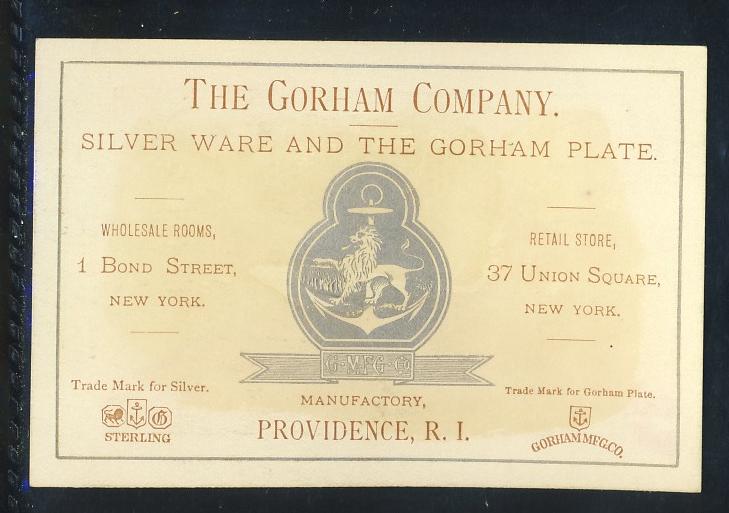 THE GORHAM COMPANY.
SILVER WARE AND THE GORHAM PLATE.
WHOLESALE ROOMS,
1 BOND STREET,
NEW YORK.
RETAIL STORE,
37 UNION SQUARE,
NEW YORK.
G·MFG·Co
Trade Mark for Silver.
G
STERLING
MANUFACTORY,
PROVIDENCE, R. I.
Trade Mark for Gorham Plate.
GORHAM MFG. CO.